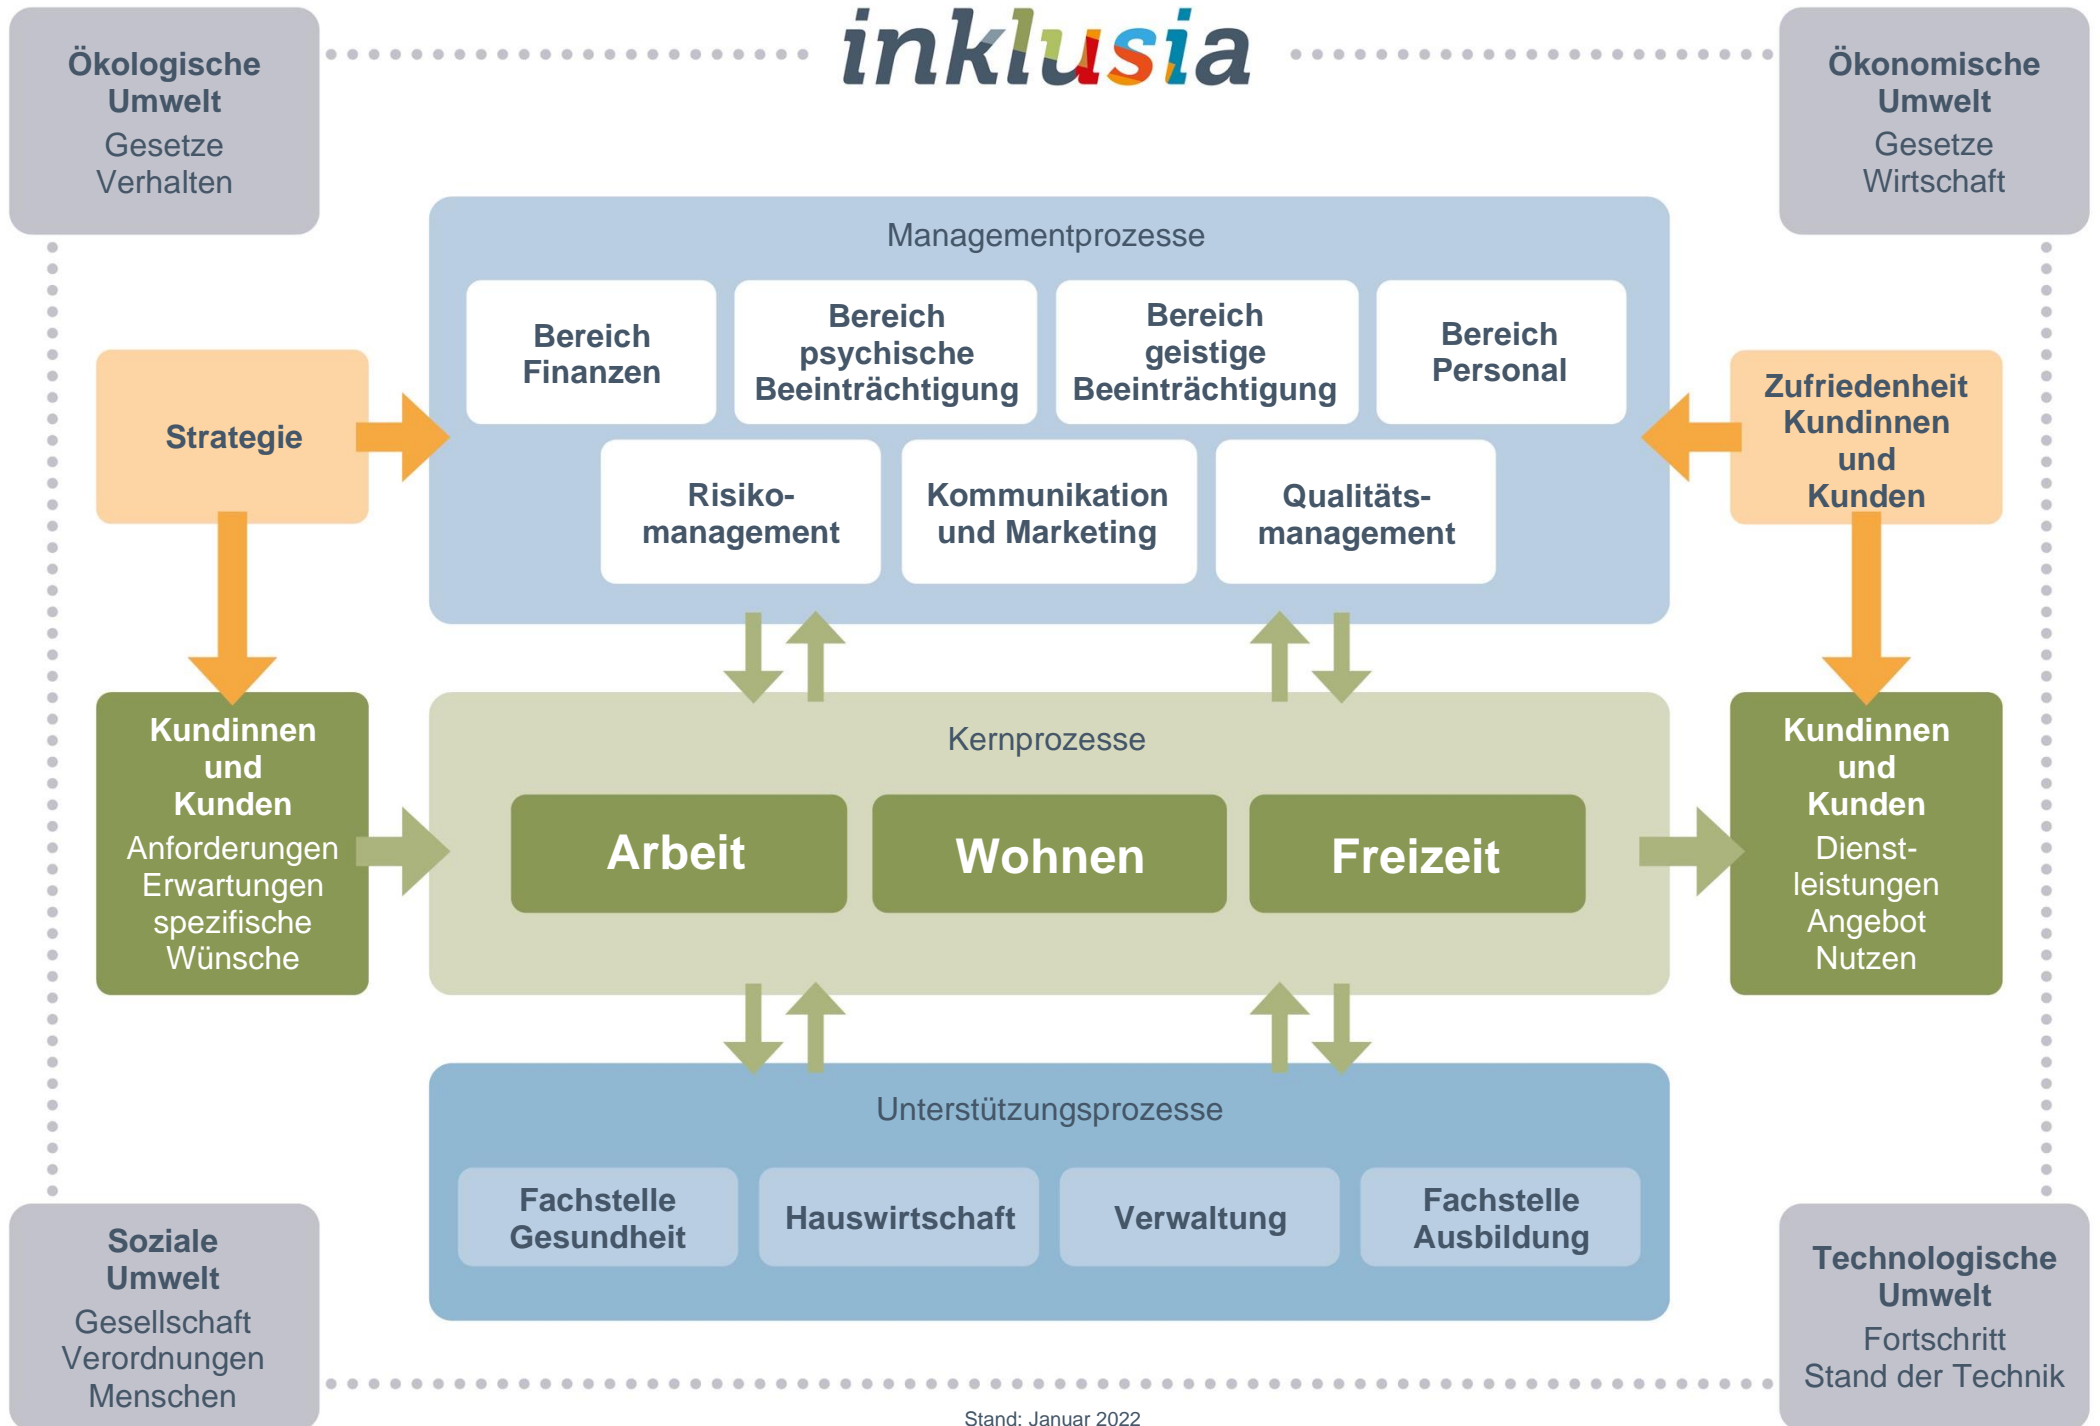 inklusia
Ökologische
Umwelt
Gesetze
Verhalten
Ökonomische
Umwelt
Gesetze
Wirtschaft
Managementprozesse
Bereich
Finanzen
Bereich
psychische
Beeinträchtigung
Bereich
geistige
Beeinträchtigung
Bereich
Personal
Risiko-
management
Kommunikation
und Marketing
Qualitäts-
management
Strategie
Zufriedenheit
Kundinnen
und
Kunden
Kundinnen
und
Kunden
Anforderungen
Erwartungen
spezifische
Wünsche
Kernprozesse
Arbeit
Wohnen
Freizeit
Kundinnen
und
Kunden
Dienst-
leistungen
Angebot
Nutzen
Unterstützungsprozesse
Fachstelle
Gesundheit
Hauswirtschaft
Verwaltung
Fachstelle
Ausbildung
Soziale
Umwelt
Gesellschaft
Verordnungen
Menschen
Technologische
Umwelt
Fortschritt
Stand der Technik
Stand: Januar 2022